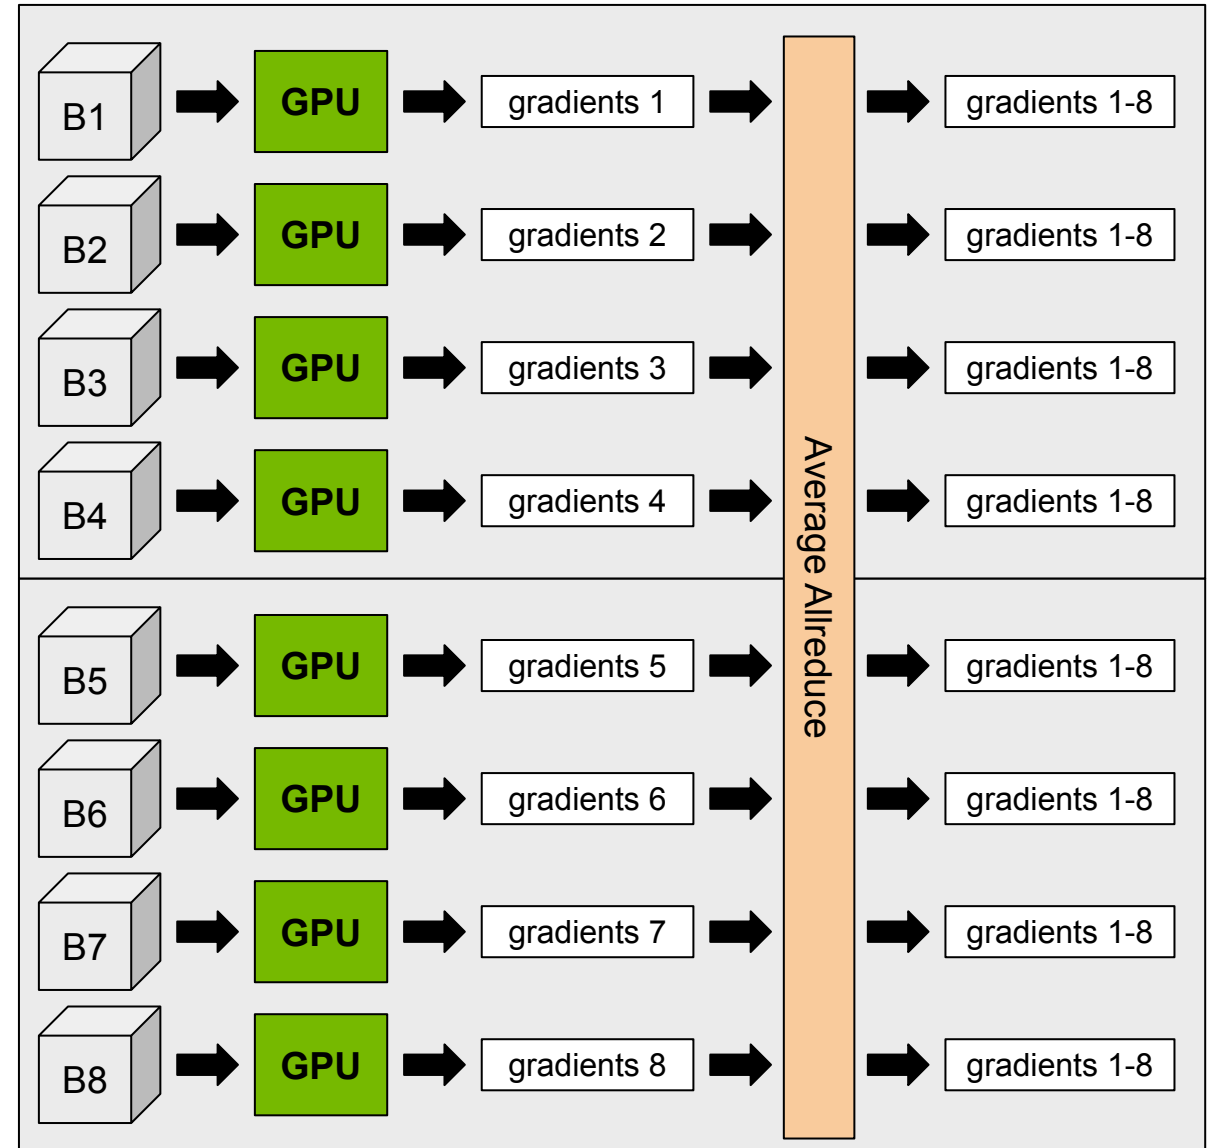 B1 GPU gradients 1 gradients 1-8
B2 GPU gradients 2 gradients 1-8
B3 GPU gradients 3 gradients 1-8
B4 GPU gradients 4 gradients 1-8
Average Allreduce
B5 GPU gradients 5 gradients 1-8
B6 GPU gradients 6 gradients 1-8
B7 GPU gradients 7 gradients 1-8
B8 GPU gradients 8 gradients 1-8